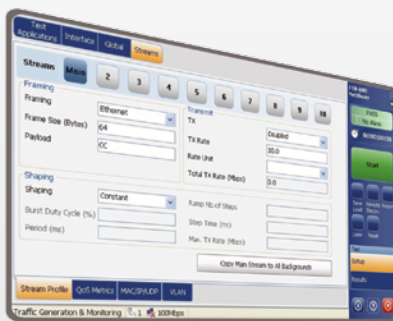 Test Applications Interface Global Streams
Streams Main 2 3 4 5 6 7 8 9 10
Framing
Framing Ethernet
Frame Size (Bytes) 64
Payload CC
Transmit
TX Disabled
TX Rate 10.0
Rate Unit
Total TX Rate (Mbps) 0.0
Shaping
Shaping Constant
Burst Duty Cycle (%)
Period (ms)
Ramp Nb of Steps
Step Time (ms)
Max. TX Rate (Mbps)
Copy Main Stream to All Backgrounds
Stream Profile QoS Metrics MAC/IP/UDP VLAN
Traffic Generation & Monitoring 1 100Mbps
Start
Setup
Results